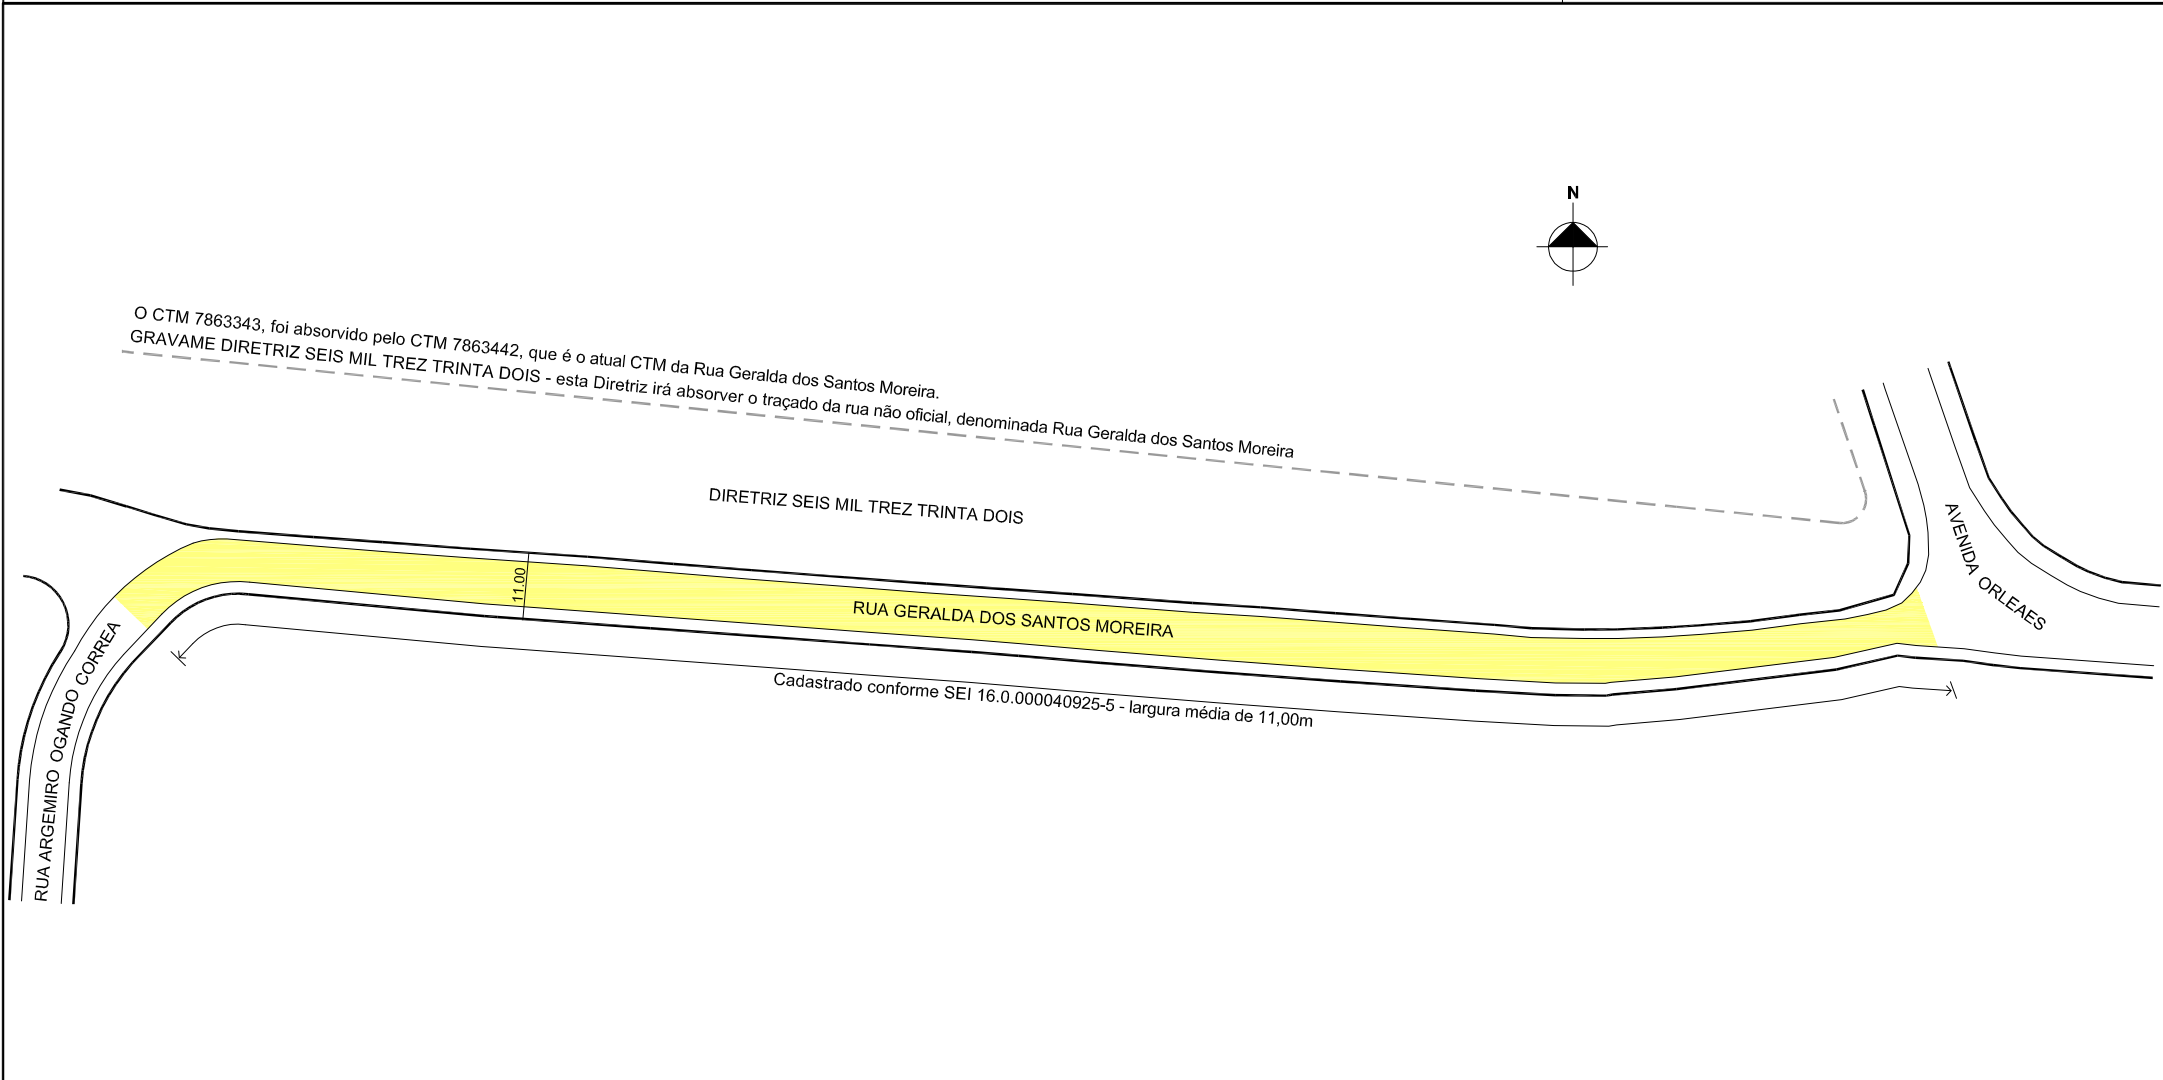 N
O CTM 7863343, foi absorvido pelo CTM 7863442, que é o atual CTM da Rua Geralda dos Santos Moreira.
GRAVAME DIRETRIZ SEIS MIL TREZ TRINTA DOIS - esta Diretriz irá absorver o traçado da rua não oficial, denominada Rua Geralda dos Santos Moreira
DIRETRIZ SEIS MIL TREZ TRINTA DOIS
AVENIDA ORLEAES
11.00
RUA GERALDA DOS SANTOS MOREIRA
RUA ARGEMIRO OGANDO CORREA
Cadastrado conforme SEI 16.0.000040925-5 - largura média de 11,00m